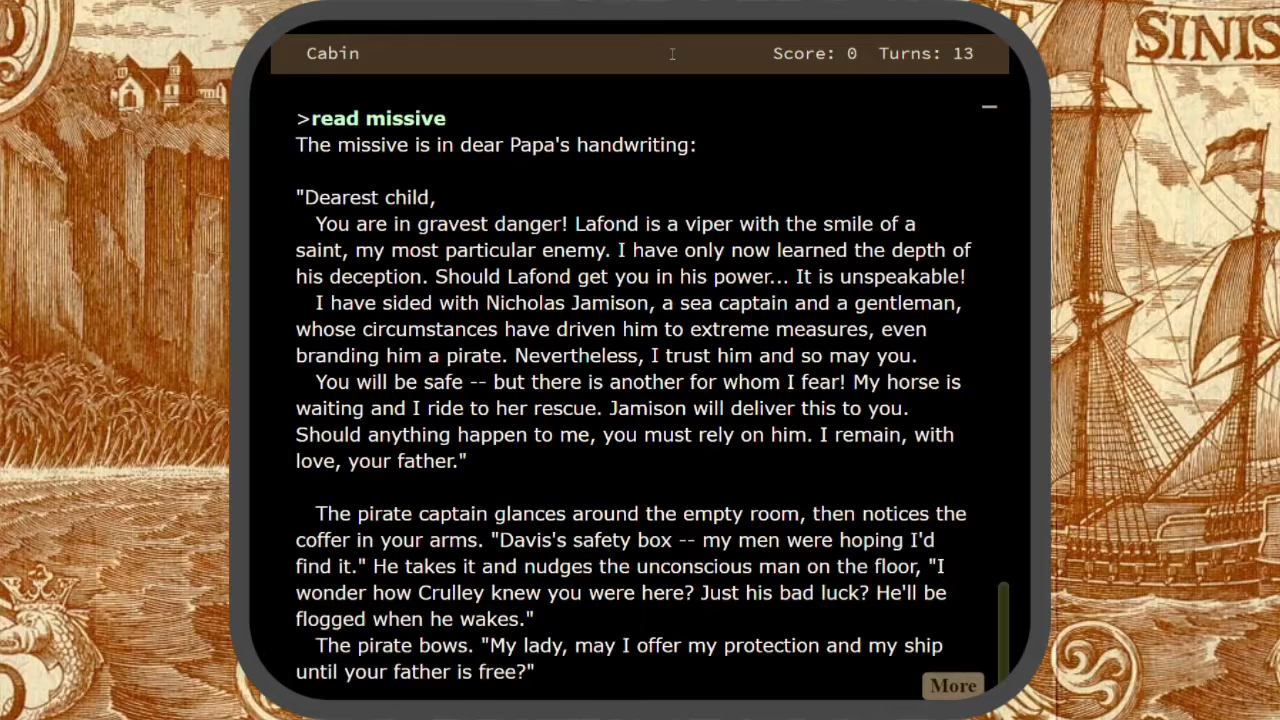 SINIS
Cabin Score: 0 Turns: 13
>read missive
The missive is in dear Papa's handwriting:
"Dearest child,
You are in gravest danger! Lafond is a viper with the smile of a
saint, my most particular enemy. I have only now learned the depth of
his deception. Should Lafond get you in his power... It is unspeakable!
I have sided with Nicholas Jamison, a sea captain and a gentleman,
whose circumstances have driven him to extreme measures, even
branding him a pirate. Nevertheless, I trust him and so may you.
You will be safe -- but there is another for whom I fear! My horse is
waiting and I ride to her rescue. Jamison will deliver this to you.
Should anything happen to me, you must rely on him. I remain, with
love, your father."
The pirate captain glances around the empty room, then notices the
coffer in your arms. "Davis's safety box -- my men were hoping I'd
find it." He takes it and nudges the unconscious man on the floor, "I
wonder how Crulley knew you were here? Just his bad luck? He'll be
flogged when he wakes."
The pirate bows. "My lady, may I offer my protection and my ship
until your father is free?"
More